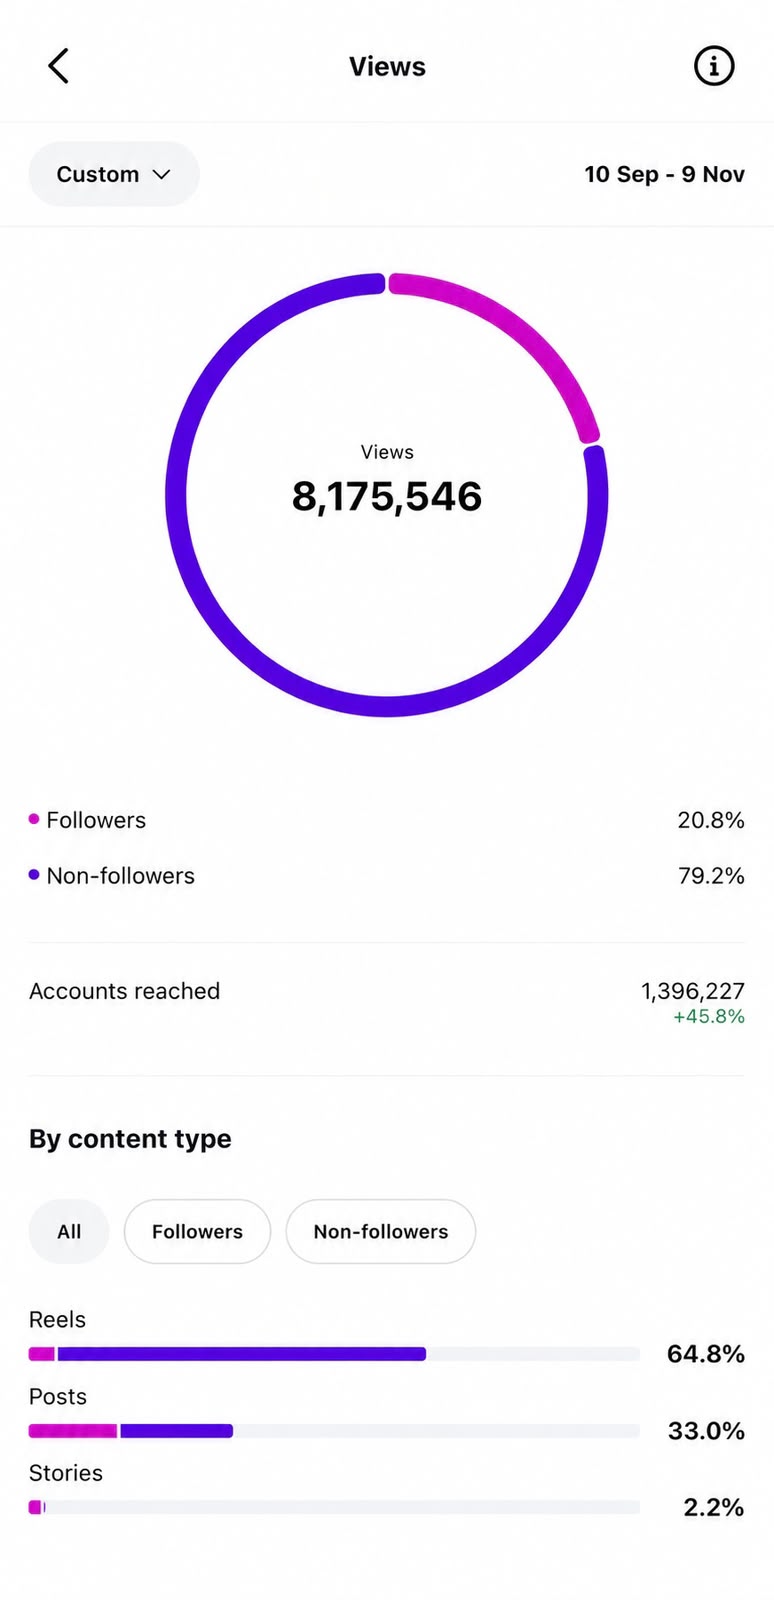 Views
Custom
10 Sep - 9 Nov
Views
8,175,546
Followers 20.8%
Non-followers 79.2%
Accounts reached 1,396,227
+45.8%
By content type
All Followers Non-followers
Reels
64.8%
Posts
33.0%
Stories
2.2%